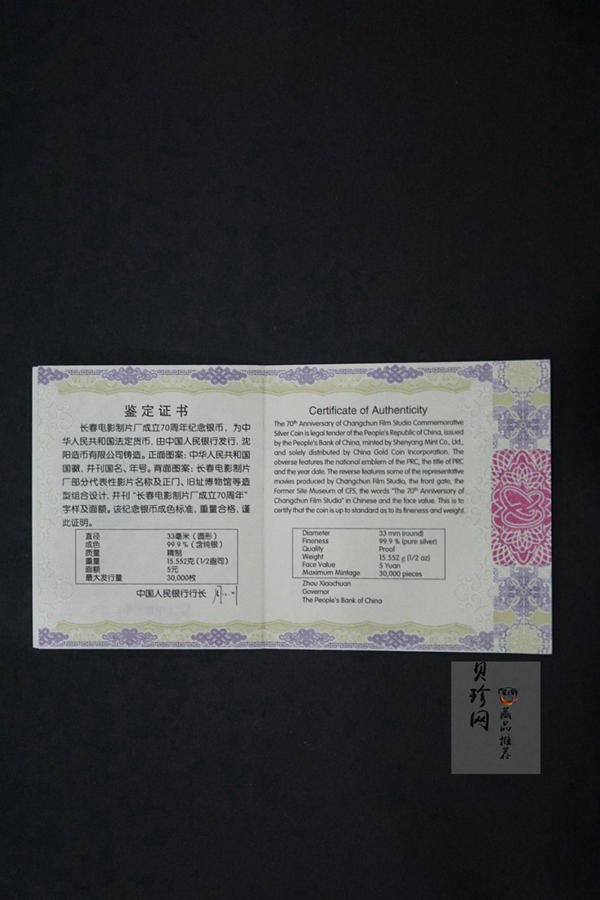 鉴定证书
长春电影制片厂成立70周年纪念银币，为中
华人民共和国法定货币，由中国人民银行发行，沈
阳造币有限公司铸造。正面图案：中华人民共和国
国徽，并刊国名、年号。背面图案：长春电影制片
厂部分代表性影片名称及正门、旧址博物馆等造
型组合设计，并刊“长春电影制片厂成立70周年”
字样及面额。该纪念银币成色标准，重量合格，谨
此证明。
直径 33毫米（圆形）
成色 99.9％（含纯银）
质量 精制
重量 15.552克（1/2盎司）
面额 5元
最大发行量 30,000枚
中国人民银行行长
Certificate of Authenticity
The 70th Anniversary of Changchun Film Studio Commemorative
Silver Coin is legal tender of the People's Republic of China, issued
by the People's Bank of China, minted by Shenyang Mint Co., Ltd.,
and solely distributed by China Gold Coin Incorporation. The
obverse features the national emblem of the PRC, the title of PRC
and the year date. The reverse features some of the representative
movies produced by Changchun Film Studio, the front gate, the
Former Site Museum of CFS, the words "The 70th Anniversary of
Changchun Film Studio" in Chinese and the face value. This is to
certify that the coin is up to standard as to its fineness and weight.
Diameter 33 mm (round)
Fineness 99.9 % (pure silver)
Quality Proof
Weight 15.552 g (1/2 oz)
Face Value 5 Yuan
Maximum Mintage 30,000 pieces
Zhou Xiaochuan
Governor
The People's Bank of China
贝珍网
藏品推荐